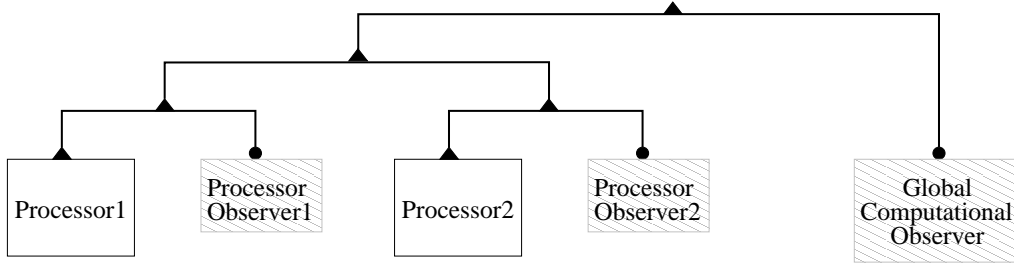 Processor1
Processor
Observer1
Processor2
Processor
Observer2
Global
Computational
Observer